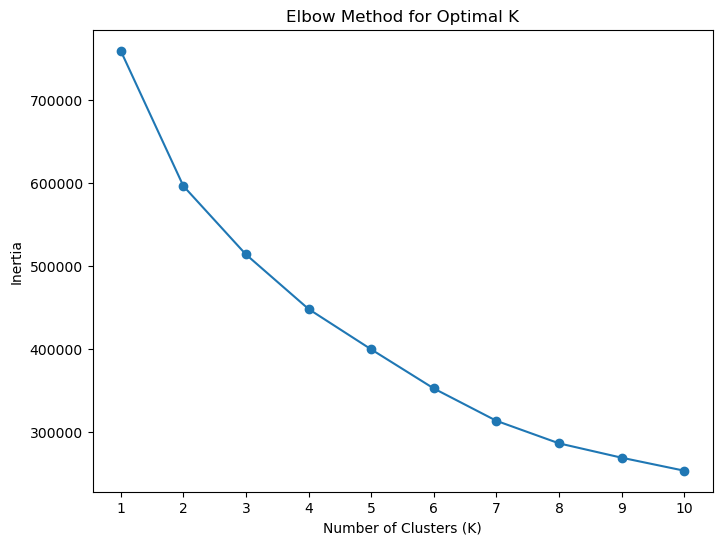 Elbow Method for Optimal K
700000
600000
500000
400000
300000
Inertia
1 2 3 4 5 6 7 8 9 10
Number of Clusters (K)